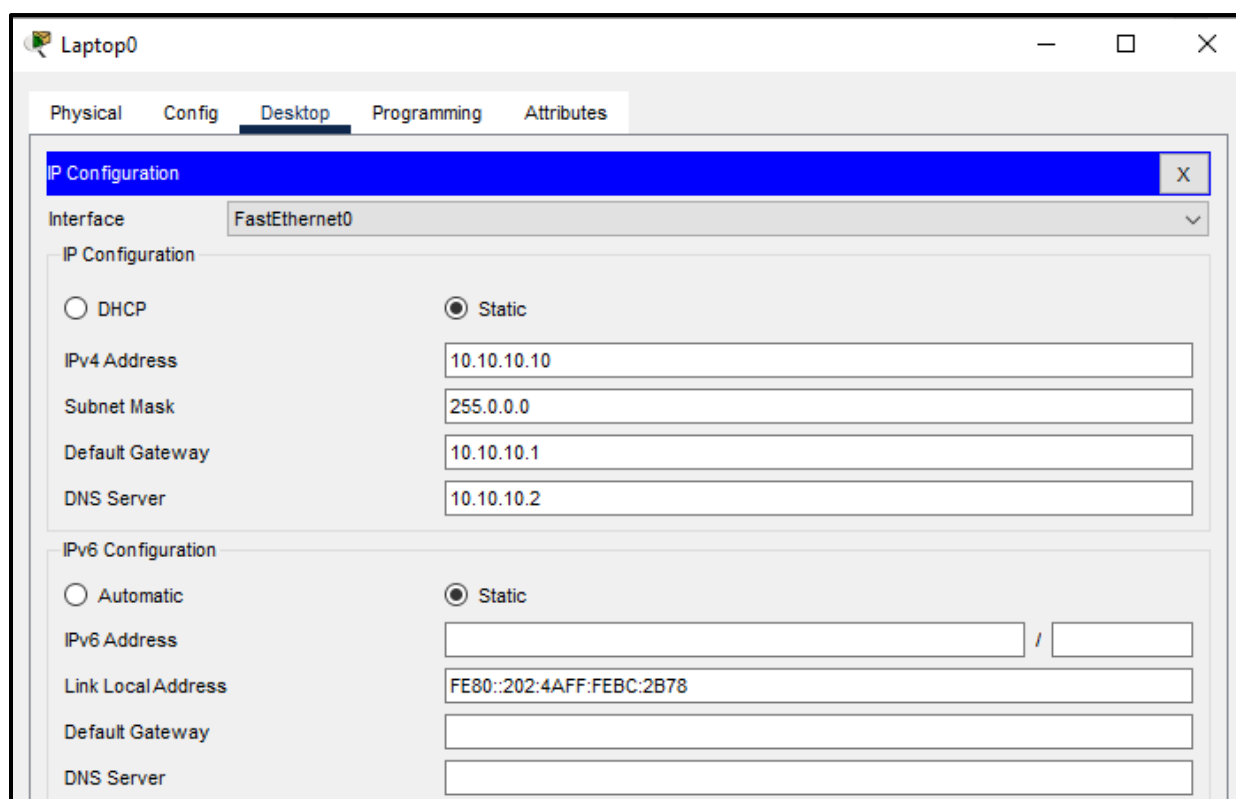 Laptop0
Physical Config Desktop Programming Attributes
IP Configuration X
Interface FastEthernet0
IP Configuration
DHCP Static
IPv4 Address 10.10.10.10
Subnet Mask 255.0.0.0
Default Gateway 10.10.10.1
DNS Server 10.10.10.2
IPv6 Configuration
Automatic Static
IPv6 Address /
Link Local Address FE80::202:4AFF:FEBC:2B78
Default Gateway
DNS Server